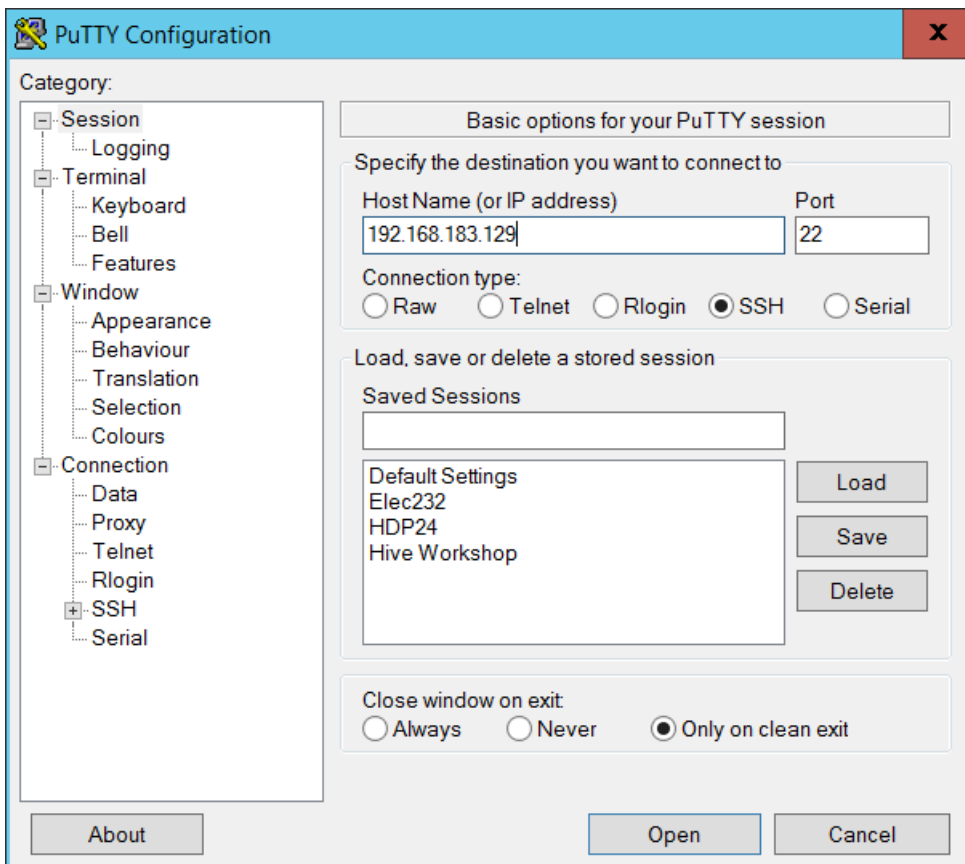 PuTTY Configuration
x
Category:
Session
Logging
Terminal
Keyboard
Bell
Features
Window
Appearance
Behaviour
Translation
Selection
Colours
Connection
Data
Proxy
Telnet
Rlogin
SSH
Serial
Basic options for your PuTTY session
Specify the destination you want to connect to
Host Name (or IP address) Port
192.168.183.129 22
Connection type:
Raw Telnet Rlogin SSH Serial
Load, save or delete a stored session
Saved Sessions
Default Settings
Elec232
HDP24
Hive Workshop
Load
Save
Delete
Close window on exit:
Always Never Only on clean exit
About Open Cancel